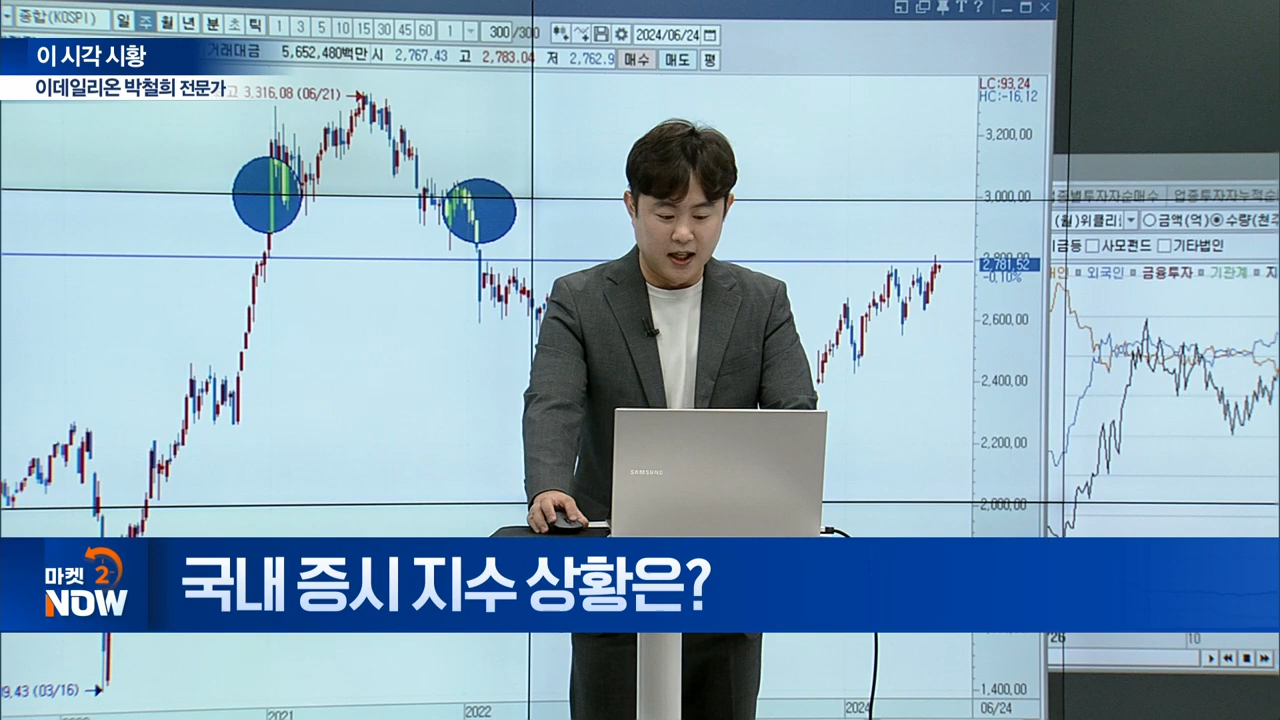 종합(KOSPI) 일 주 월 년 분 초 틱 1 3 5 10 15 30 45 60 1 300/300 2024/06/24
이 시각 시황
거래대금 5,652,480백만 시 2,767.43 고 2,783.04 저 2,762.9 매수 매도 평
이데일리온 박철희 전문가
고 3,316.08 (06/21)
LC:93.24
HC:-16.12
3,200.00
3,000.00
2,781.52
-0.10%
2,600.00
2,400.00
2,200.00
2,000.00
(월)위클리 금액(억) 수량(천
금등 사모펀드 기타법인
외국인 금융투자 기관계
SAMSUNG
마켓 2
NOW
국내 증시 지수 상황은?
26 10
9.43 (03/16)
1,400.00
2021 2022 2024 06/24